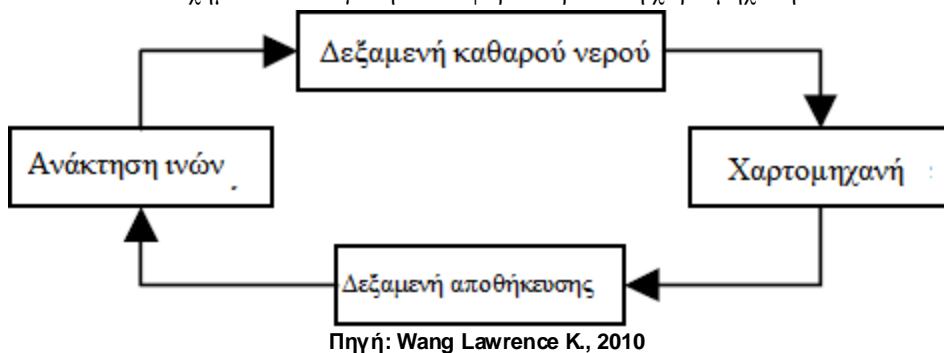 Δεξαμενή καθαρού νερού
Ανάκτηση ινών
Χαρτομηχανή
Δεξαμενή αποθήκευσης
Πηγή: Wang Lawrence K., 2010